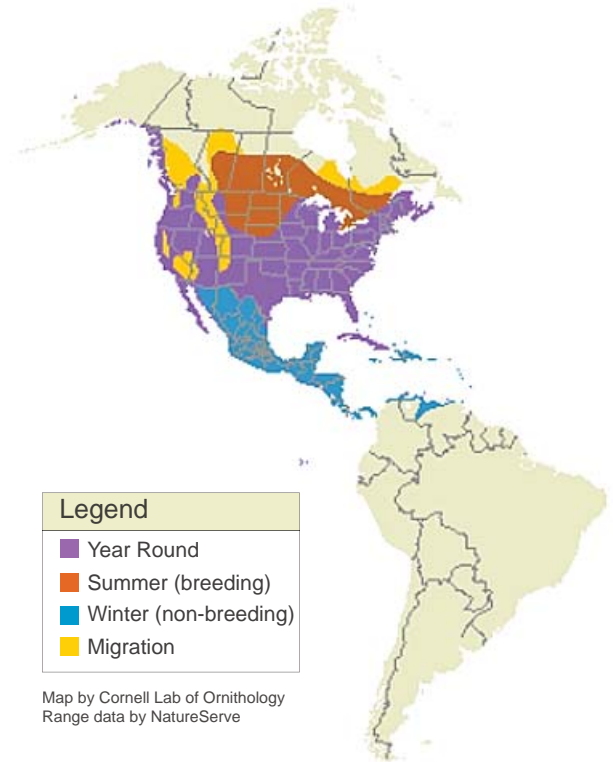 Legend
Year Round
Summer (breeding)
Winter (non-breeding)
Migration
Map by Cornell Lab of Ornithology
Range data by NatureServe